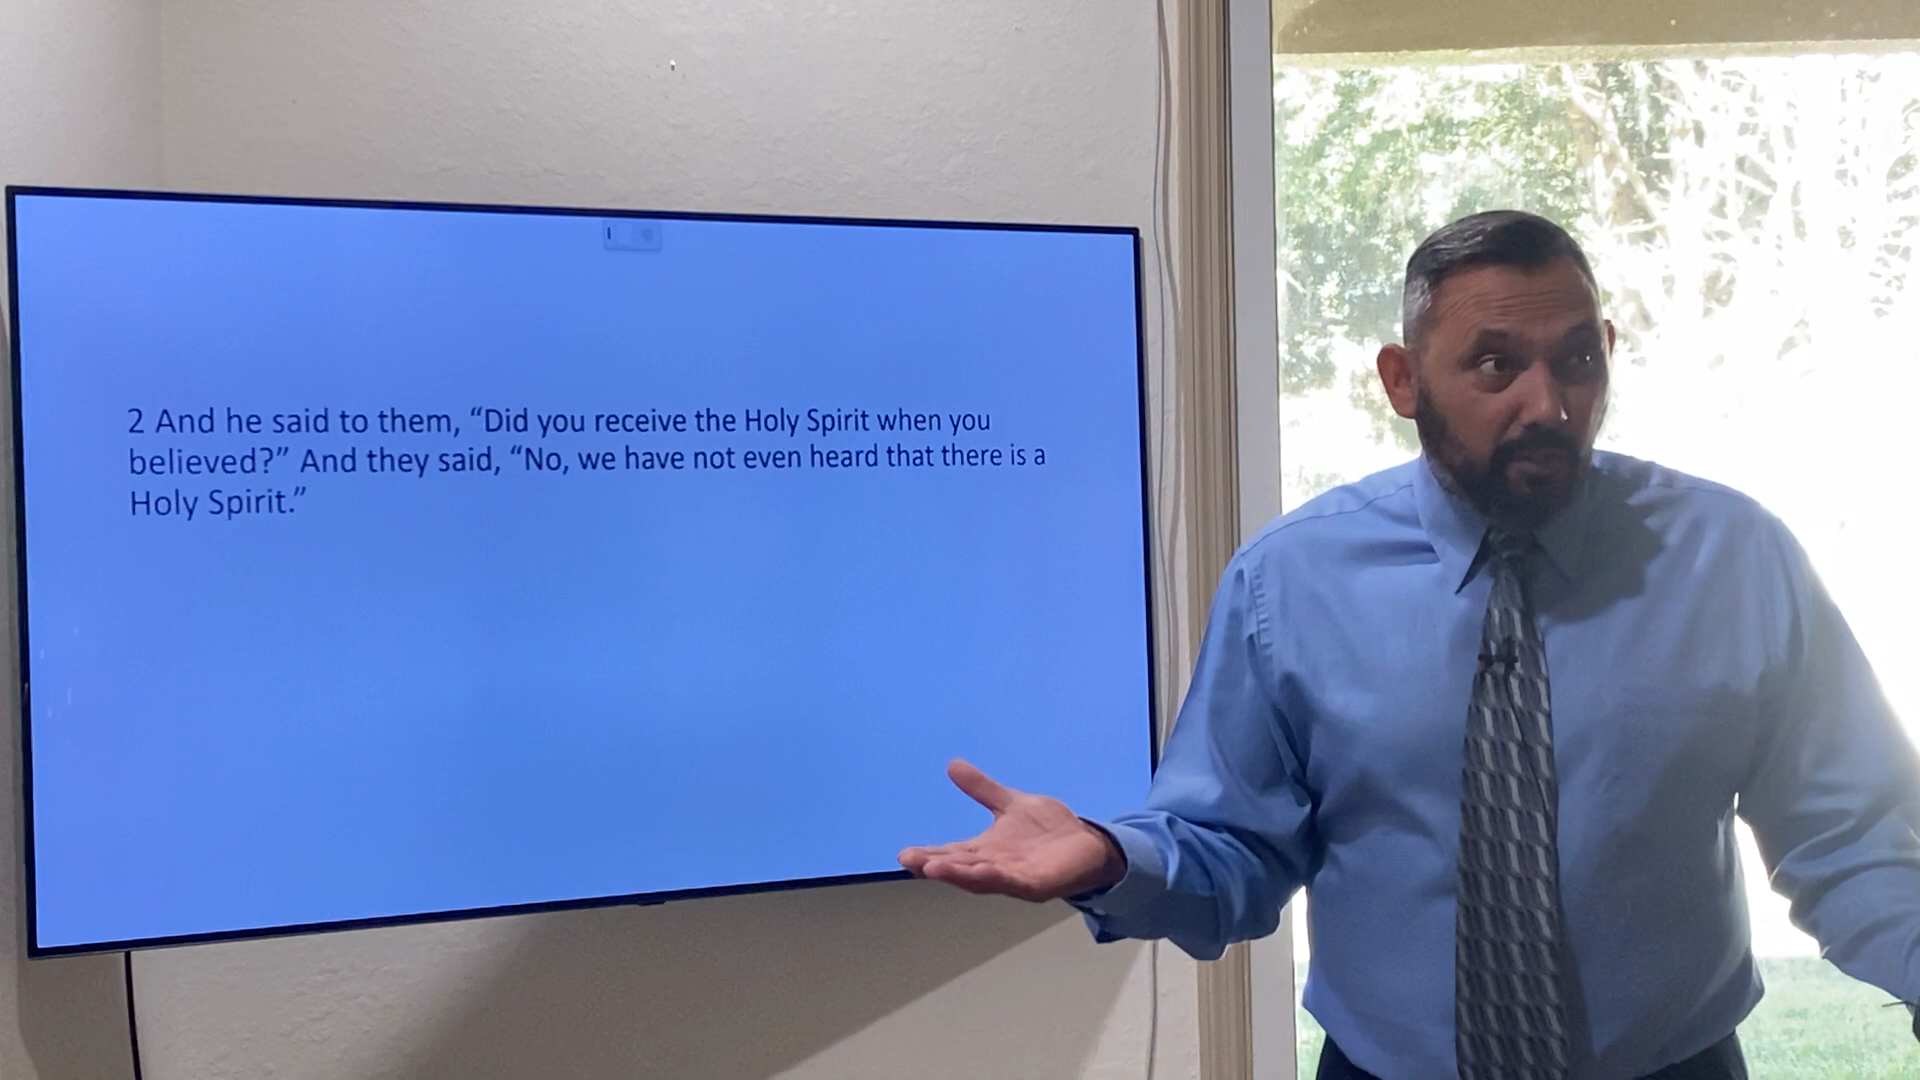 2 And he said to them, “Did you receive the Holy Spirit when you
believed?” And they said, “No, we have not even heard that there is a
Holy Spirit.”